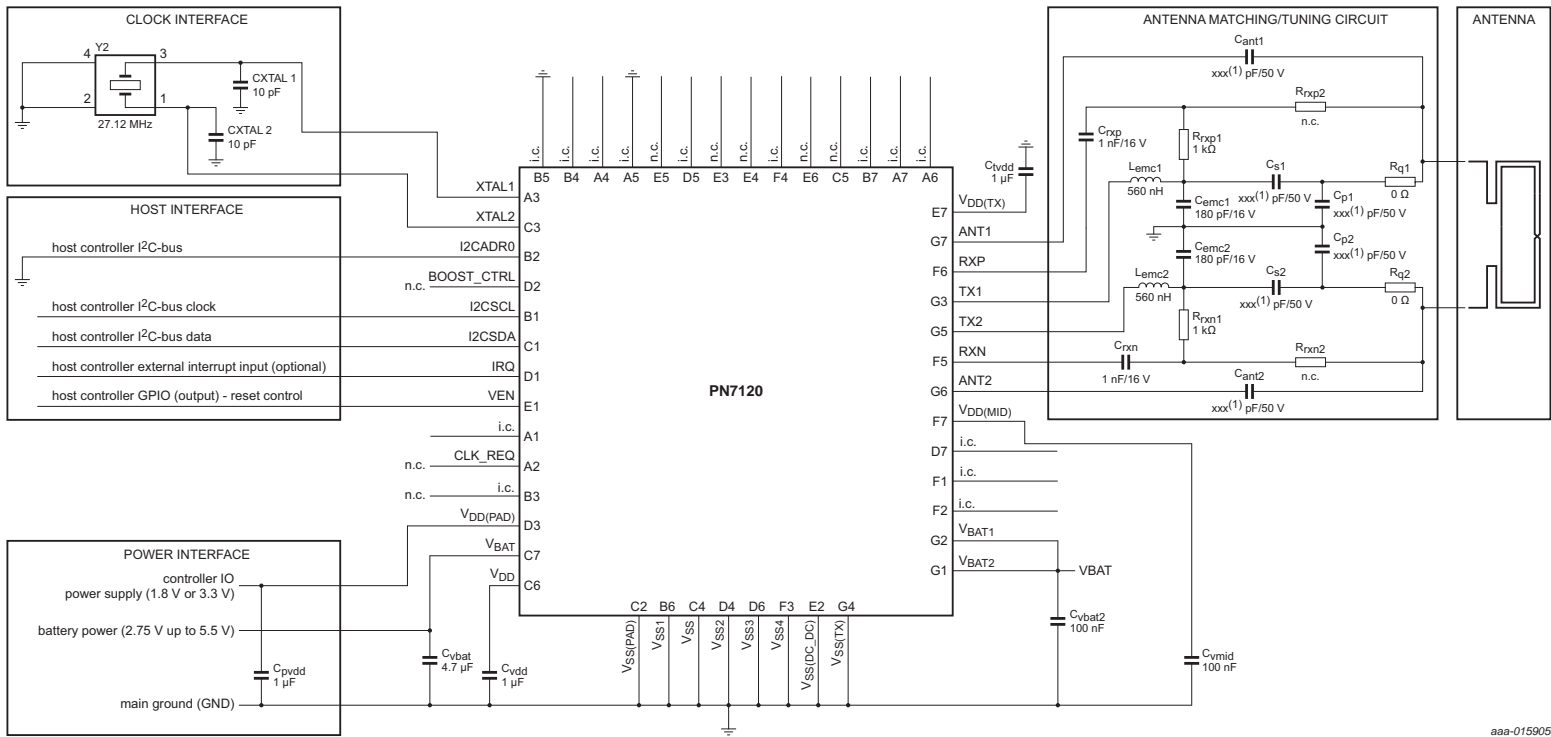 CLOCK INTERFACE
Y2
4
3
2
1
27.12 MHz
CXTAL 1
10 pF
CXTAL 2
10 pF
HOST INTERFACE
host controller I²C-bus
host controller I²C-bus clock
host controller I²C-bus data
host controller external interrupt input (optional)
host controller GPIO (output) - reset control
POWER INTERFACE
controller IO
power supply (1.8 V or 3.3 V)
battery power (2.75 V up to 5.5 V)
main ground (GND)
Cpvdd
1 µF
Cvbat
4.7 µF
Cvdd
1 µF
XTAL1
A3
XTAL2
C3
I2CADR0
B2
n.c.
BOOST_CTRL
D2
I2CSCL
B1
I2CSDA
C1
IRQ
D1
VEN
E1
i.c.
A1
n.c.
CLK_REQ
A2
n.c.
i.c.
B3
VDD(PAD)
D3
VBAT
C7
VDD
C6
i.c. i.c. i.c. i.c. n.c. i.c. n.c. n.c. i.c. n.c. n.c. i.c. i.c. i.c.
B5 B4 A4 A5 E5 D5 E3 E4 F4 E6 C5 B7 A7 A6
PN7120
C2 B6 C4 D4 D6 F3 E2 G4
VSS(PAD) VSS1 VSS VSS2 VSS3 VSS4 VSS(DC_DC) VSS(TX)
Ctvdd
1 µF
E7
VDD(TX)
G7
ANT1
F6
RXP
G3
TX1
G5
TX2
F5
RXN
G6
ANT2
F7
VDD(MID)
D7
i.c.
F1
i.c.
F2
i.c.
G2
VBAT1
G1
VBAT2
VBAT
Cvbat2
100 nF
Cvmid
100 nF
ANTENNA MATCHING/TUNING CIRCUIT
Cant1
xxx(1) pF/50 V
Rrxp2
n.c.
Crxp
1 nF/16 V
Rrxp1
1 kΩ
Lemc1
560 nH
Cs1
xxx(1) pF/50 V
Rq1
0 Ω
Cemc1
180 pF/16 V
Cp1
xxx(1) pF/50 V
Cemc2
180 pF/16 V
Cp2
xxx(1) pF/50 V
Lemc2
560 nH
Cs2
xxx(1) pF/50 V
Rq2
0 Ω
Rrxn1
1 kΩ
Crxn
1 nF/16 V
Rrxn2
n.c.
Cant2
xxx(1) pF/50 V
ANTENNA
aaa-015905